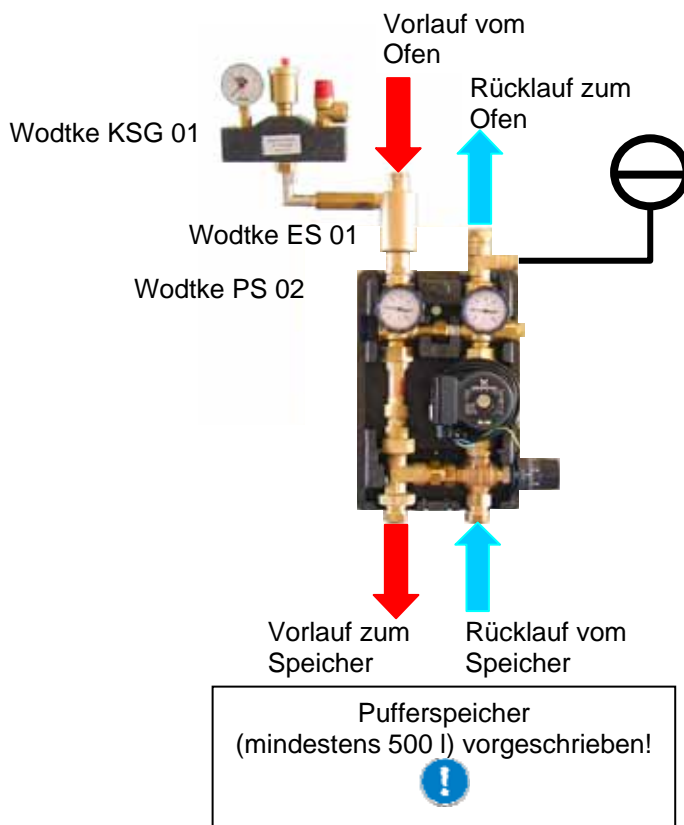 Vorlauf vom
Ofen
Rücklauf zum
Ofen
Wodtke KSG 01
Wodtke ES 01
Wodtke PS 02
Vorlauf zum
Speicher
Rücklauf vom
Speicher
Pufferspeicher
(mindestens 500 l) vorgeschrieben!